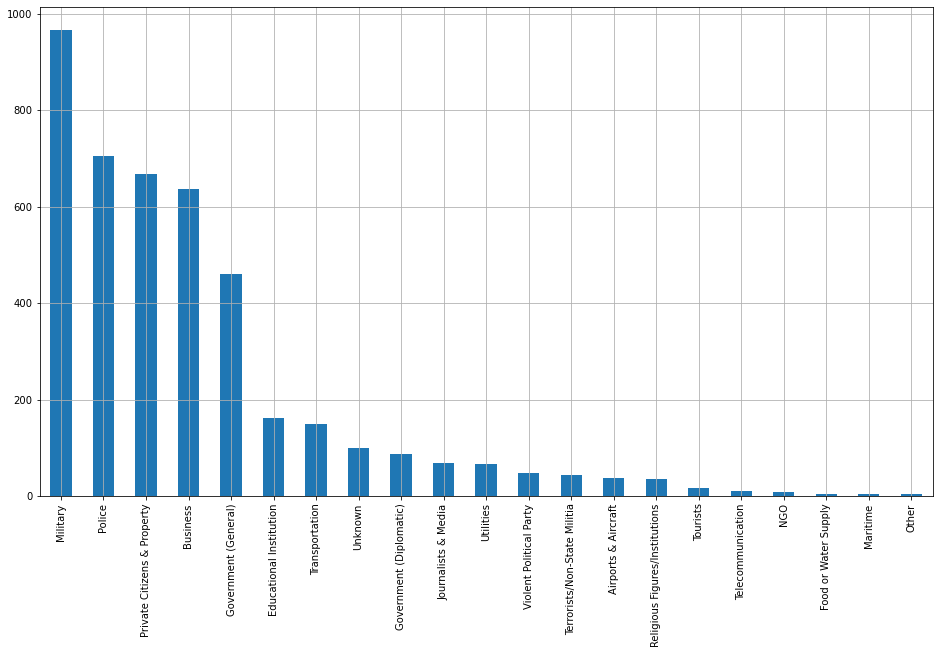 1000
800
600
400
200
0
Military
Police
Private Citizens & Property
Business
Government (General)
Educational Institution
Transportation
Unknown
Government (Diplomatic)
Journalists & Media
Utilities
Violent Political Party
Terrorists/Non-State Militia
Airports & Aircraft
Religious Figures/Institutions
Tourists
Telecommunication
NGO
Food or Water Supply
Maritime
Other